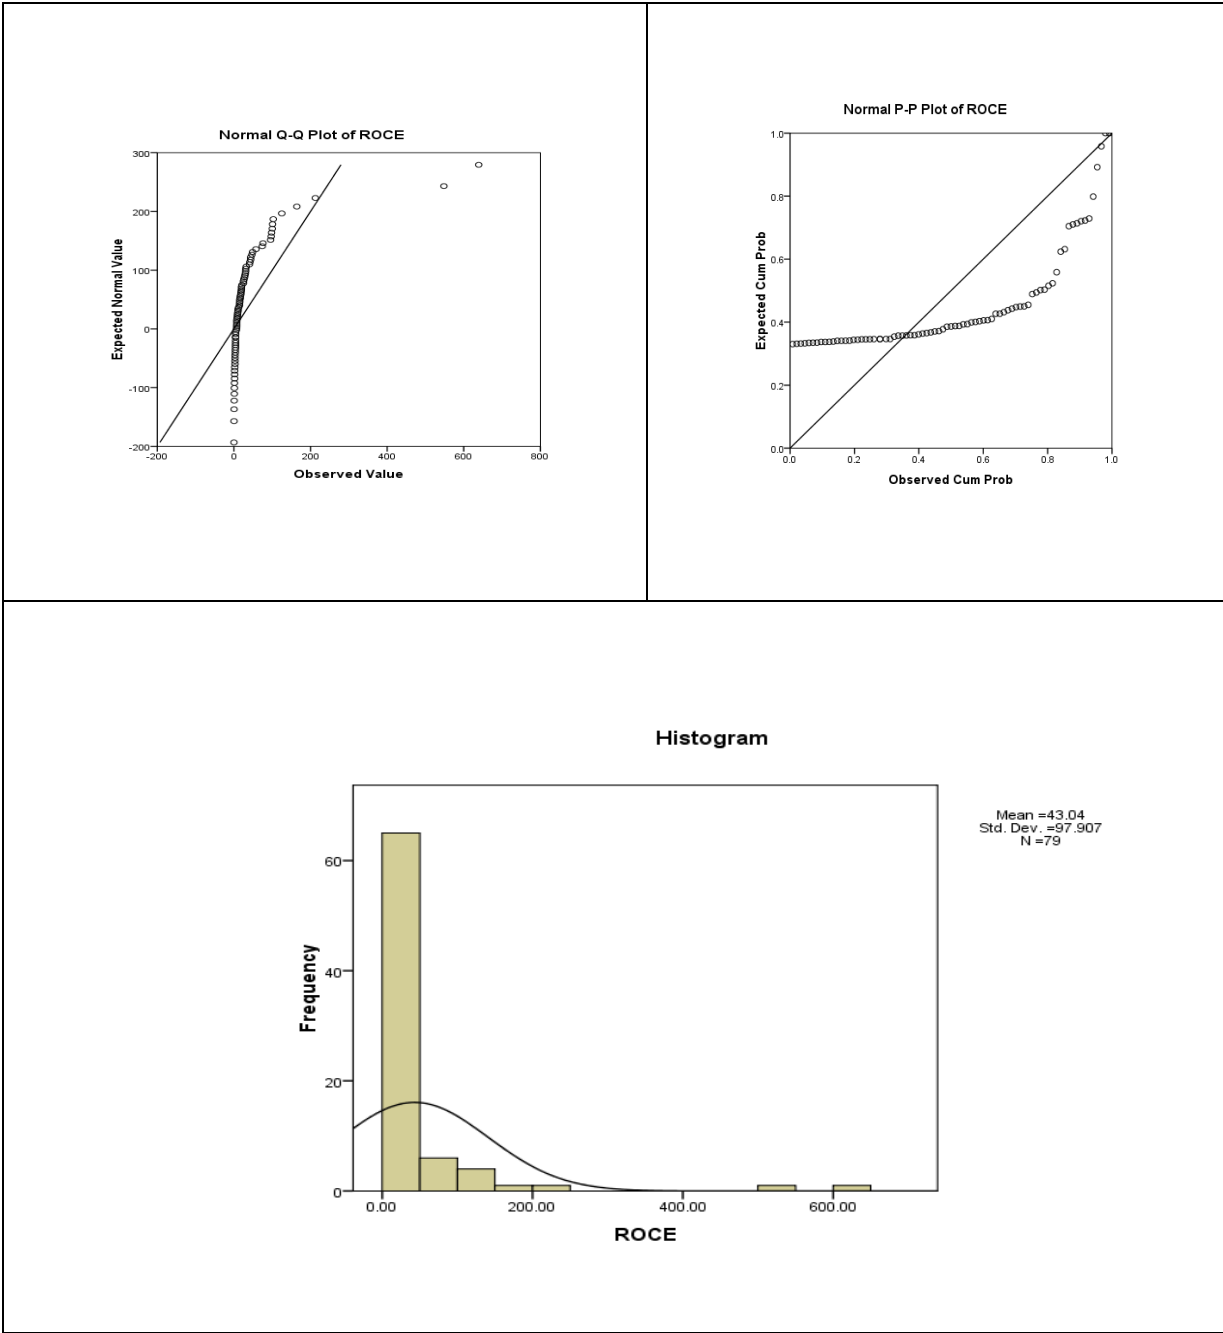 Normal Q-Q Plot of ROCE
300
200
100
0
-100
-200
Expected Normal Value
-200 0 200 400 600 800
Observed Value
Normal P-P Plot of ROCE
1.0
0.8
0.6
0.4
0.2
0.0
Expected Cum Prob
0.0 0.2 0.4 0.6 0.8 1.0
Observed Cum Prob
Histogram
Mean =43.04
Std. Dev. =97.907
N =79
60
40
20
0
Frequency
0.00 200.00 400.00 600.00
ROCE